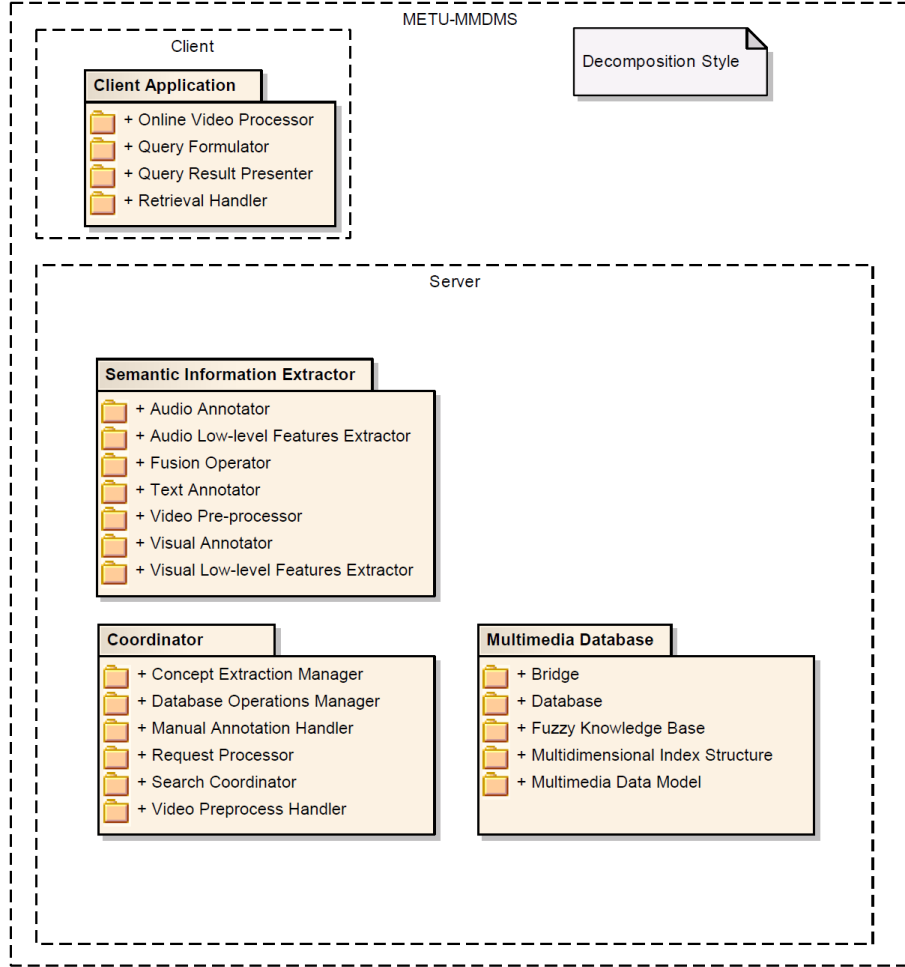 METU-MMDMS
Client
Decomposition Style
Client Application
+ Online Video Processor
+ Query Formulator
+ Query Result Presenter
+ Retrieval Handler
Server
Semantic Information Extractor
+ Audio Annotator
+ Audio Low-level Features Extractor
+ Fusion Operator
+ Text Annotator
+ Video Pre-processor
+ Visual Annotator
+ Visual Low-level Features Extractor
Coordinator
+ Concept Extraction Manager
+ Database Operations Manager
+ Manual Annotation Handler
+ Request Processor
+ Search Coordinator
+ Video Preprocess Handler
Multimedia Database
+ Bridge
+ Database
+ Fuzzy Knowledge Base
+ Multidimensional Index Structure
+ Multimedia Data Model